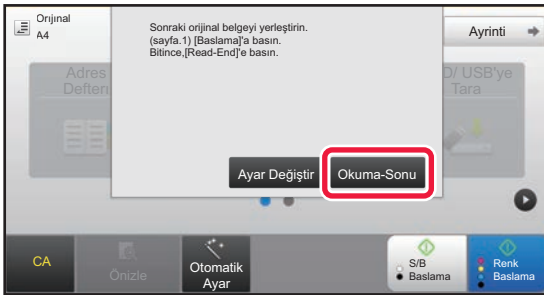 Orijinal
A4
Sonraki orijinal belgeyi yerleştirin.
(sayfa.1) [Baslama]'a basın.
Bitince,[Read-End]'e basın.
Ayrinti
Adres
Defteri
D/ USB'ye
Tara
Ayar Değiştir
Okuma-Sonu
CA
Önizle
Otomatik
Ayar
S/B
Baslama
Renk
Baslama